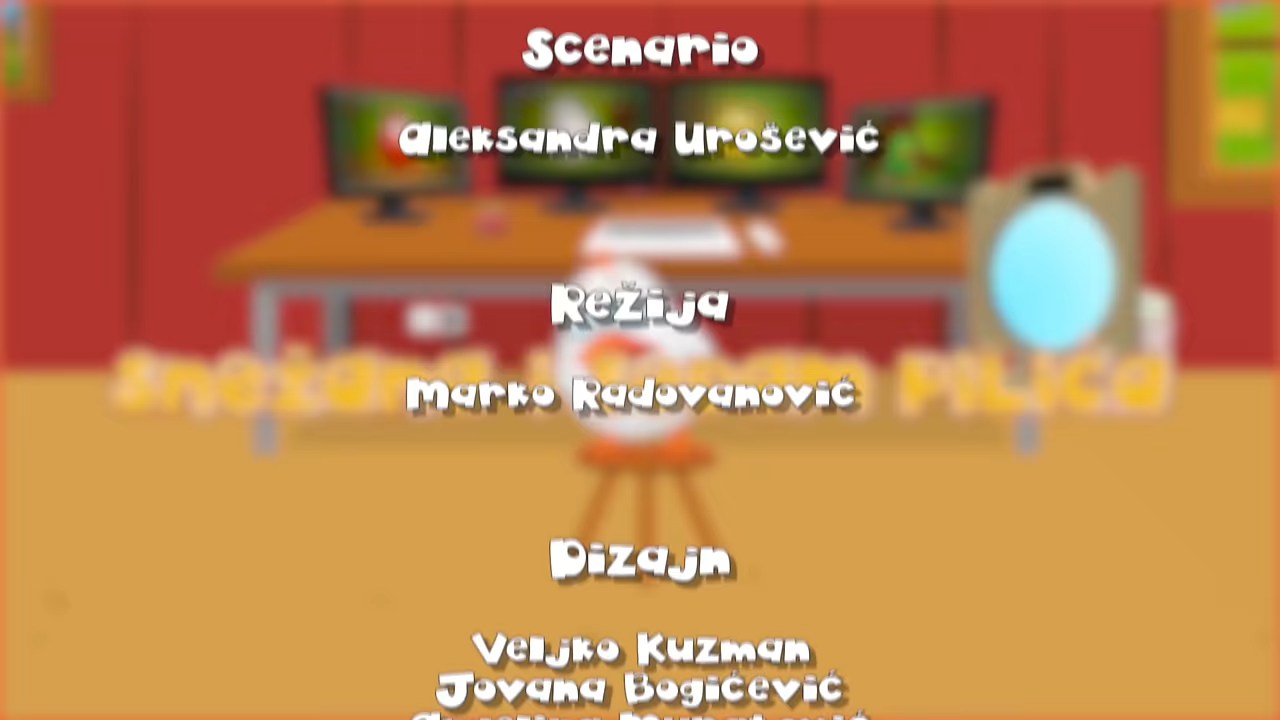 Scenario
Aleksandra Urošević
Režija
Marko Radovanović
Dizajn
Veljko Kuzman
Jovana Bogićević